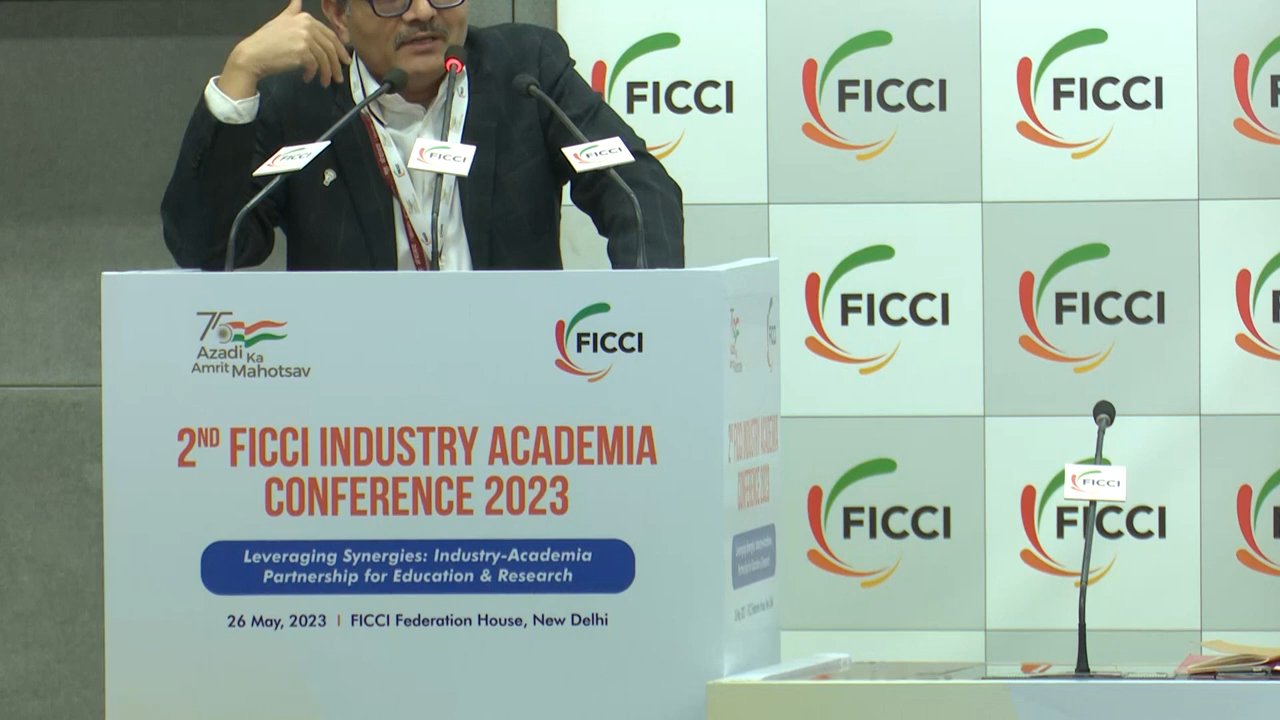 FICCI
FICCI
FICCI
F
FICCI
FICCI
FICCI
75
Azadi Ka
Amrit Mahotsav
FICCI
2ND FICCI INDUSTRY ACADEMIA
CONFERENCE 2023
Leveraging Synergies: Industry-Academia
Partnership for Education & Research
26 May, 2023 | FICCI Federation House, New Delhi
FICCI
FICCI
FICCI
FICCI
FICCI